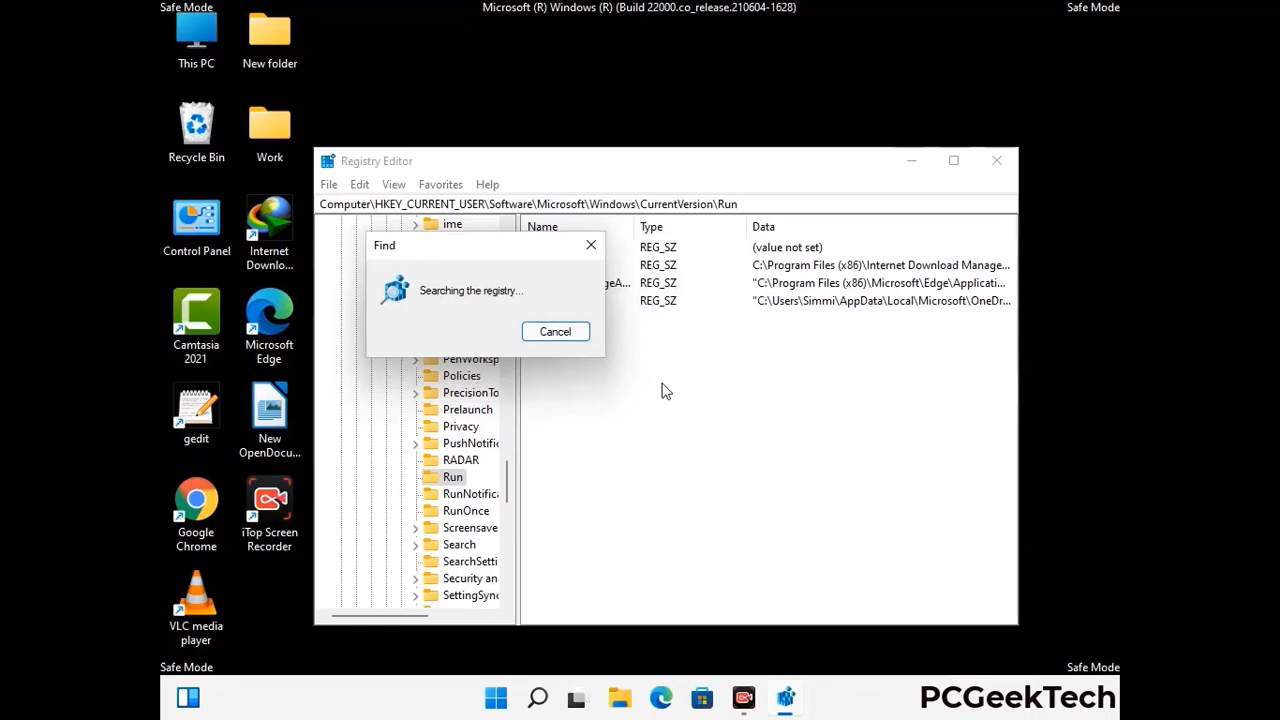 Safe Mode
Microsoft (R) Windows (R) (Build 22000.co_release.210604-1628)
Safe Mode
This PC
New folder
Recycle Bin
Work
Control Panel
Internet
Downlo...
Camtasia
2021
Microsoft
Edge
gedit
New
OpenDocu...
Google
Chrome
iTop Screen
Recorder
VLC media
player
Registry Editor
File Edit View Favorites Help
Computer\HKEY_CURRENT_USER\Software\Microsoft\Windows\CurrentVersion\Run
ime
PenWorksp
Policies
PrecisionTo
Prelaunch
Privacy
PushNotific
RADAR
Run
RunNotifica
RunOnce
Screensave
Search
SearchSetti
Security an
SettingSync
Name Type Data
REG_SZ (value not set)
REG_SZ C:\Program Files (x86)\Internet Download Manage...
geA... REG_SZ "C:\Program Files (x86)\Microsoft\Edge\Applicati...
REG_SZ "C:\Users\Simmi\AppData\Local\Microsoft\OneDr...
Find
Searching the registry...
Cancel
Safe Mode
Safe Mode
PCGeekTech